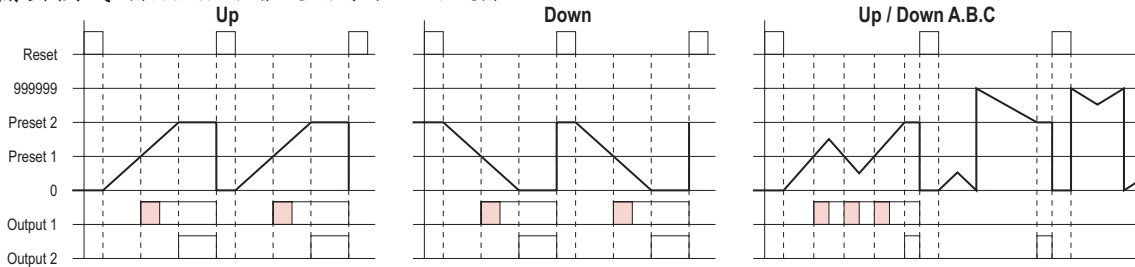 Up
Down
Up / Down A.B.C
Reset
999999
Preset 2
Preset 1
0
Output 1
Output 2